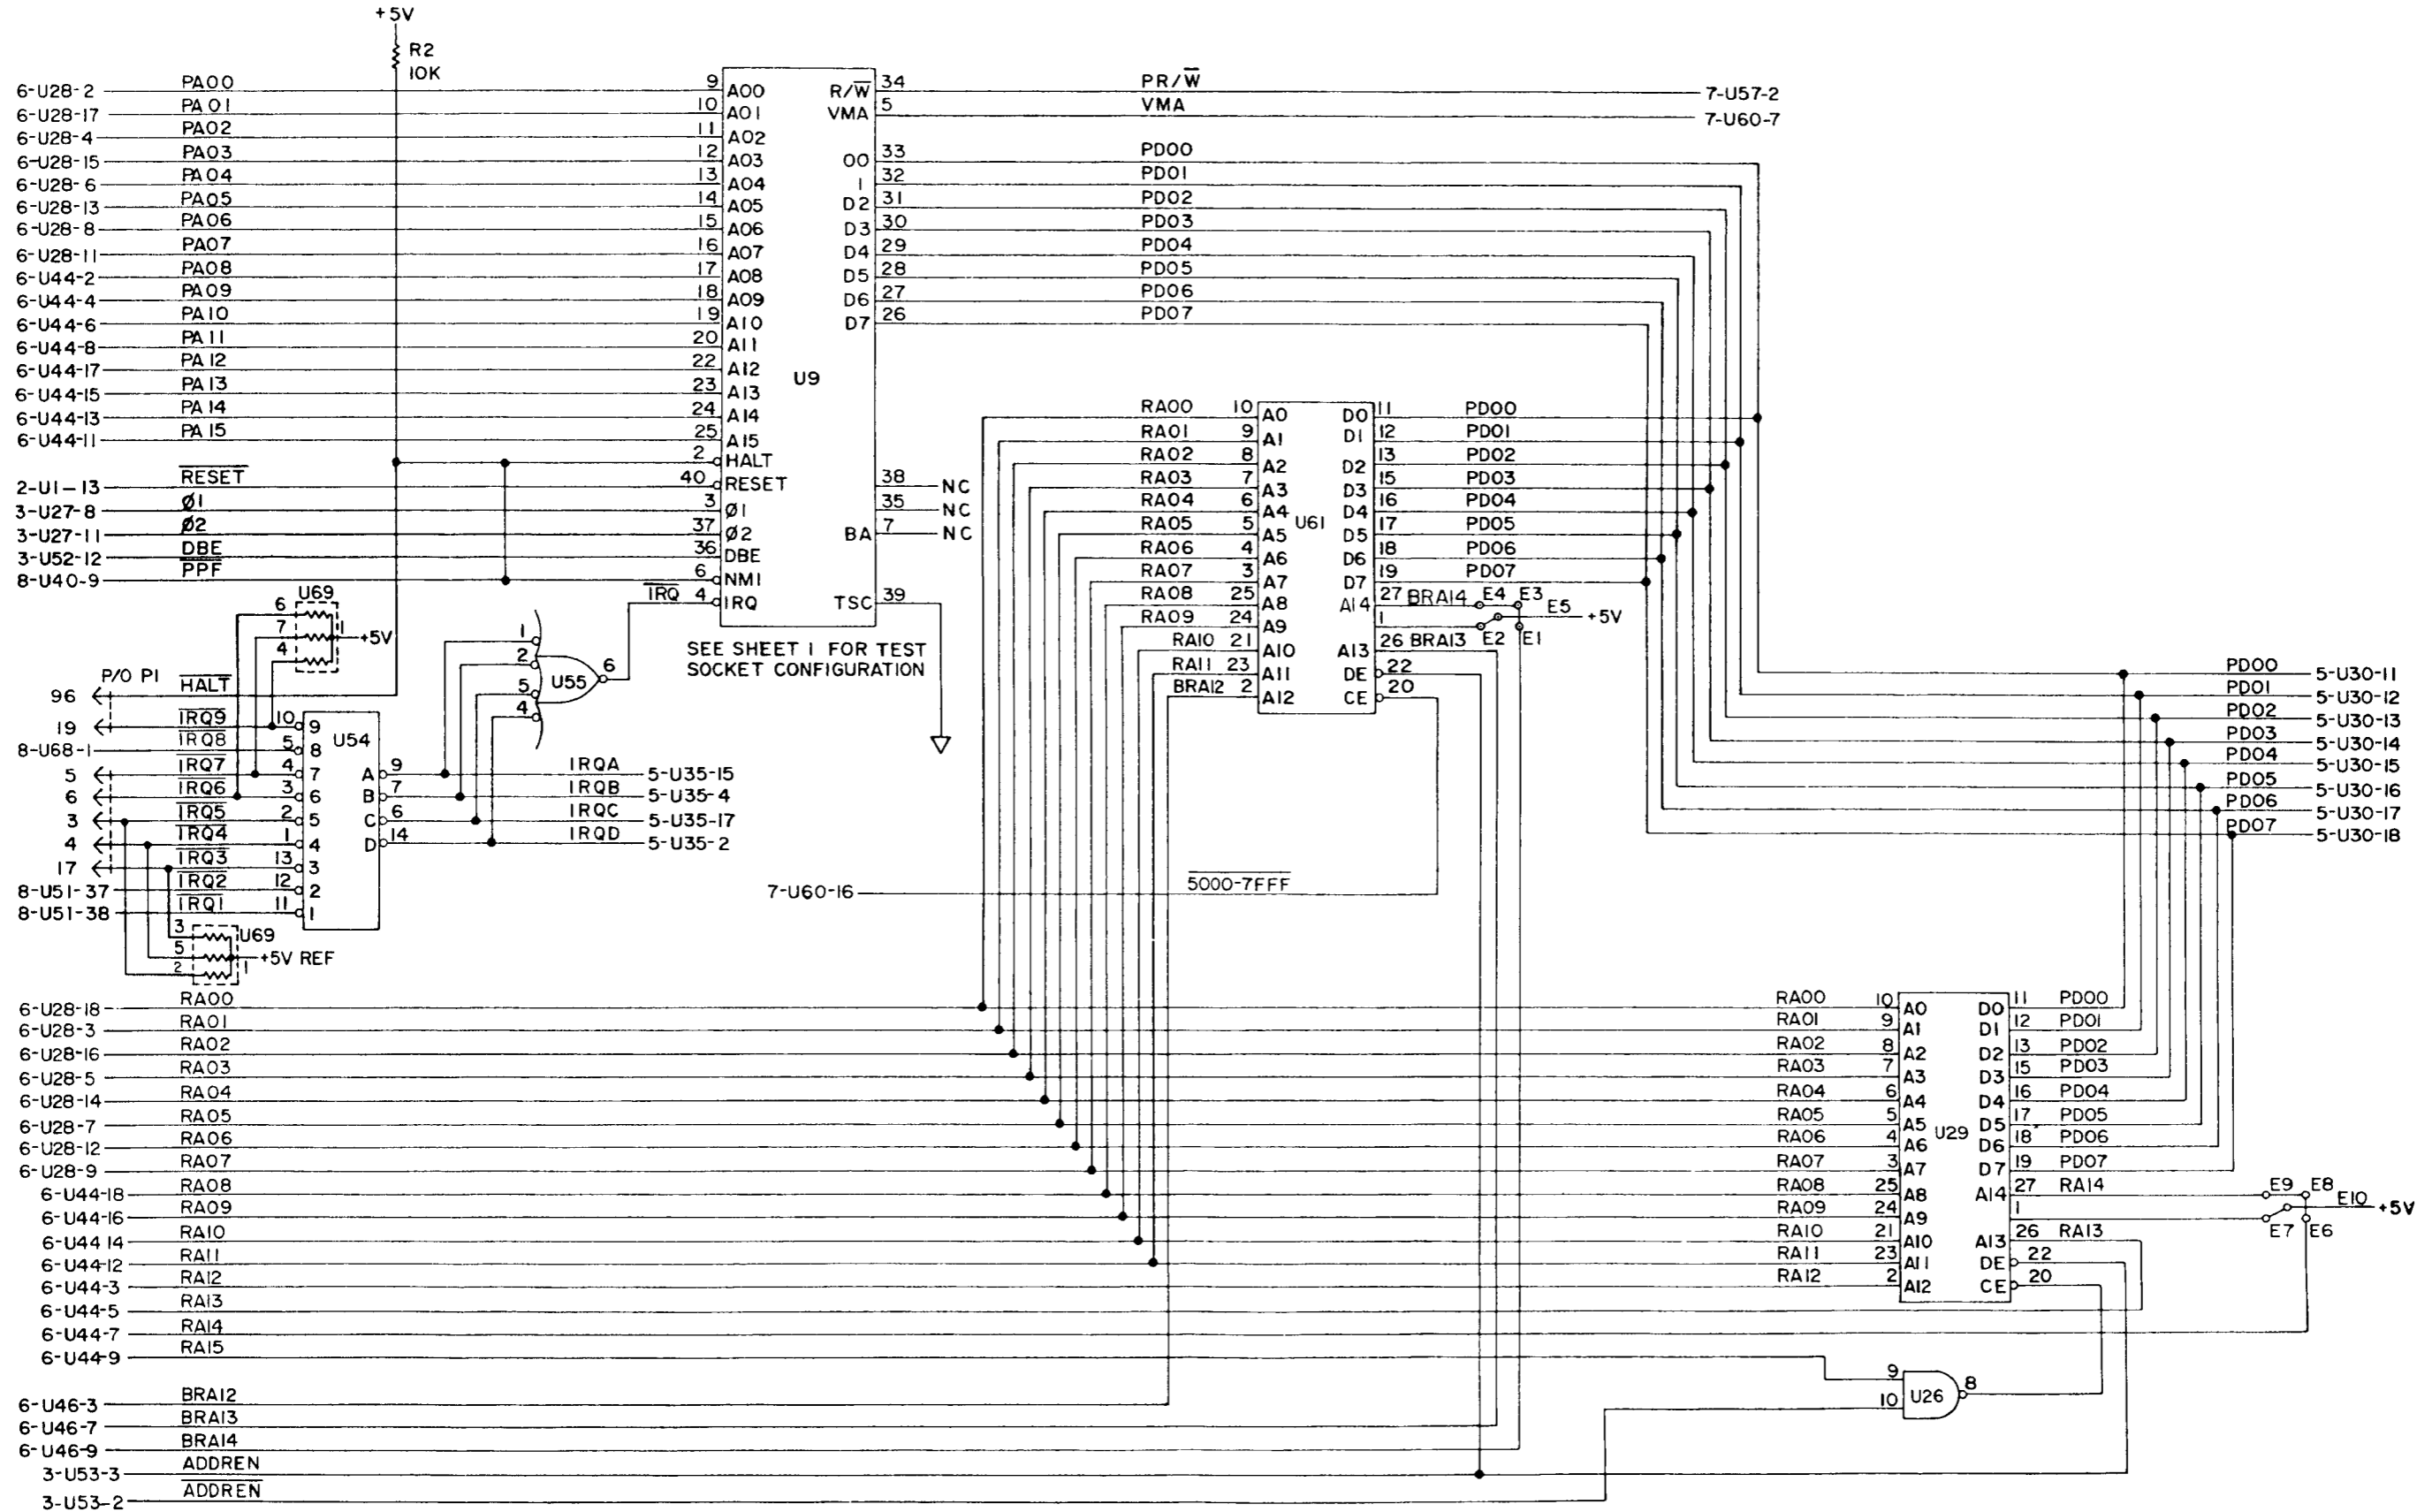 +5V
R2
10K
6-U28-2 PA00 9 A00 R/W 34 PR/W 7-U57-2
6-U28-17 PA01 10 A01 VMA 5 VMA 7-U60-7
6-U28-4 PA02 11 A02
6-U28-15 PA03 12 A03 00 33 PD00
6-U28-6 PA04 13 A04 1 32 PD01
6-U28-13 PA05 14 A05 D2 31 PD02
6-U28-8 PA06 15 A06 D3 30 PD03
6-U28-11 PA07 16 A07 D4 29 PD04
6-U44-2 PA08 17 A08 D5 28 PD05
6-U44-4 PA09 18 A09 D6 27 PD06
6-U44-6 PA10 19 A10 D7 26 PD07
6-U44-8 PA11 20 A11
6-U44-17 PA12 22 A12
U9
6-U44-15 PA13 23 A13
6-U44-13 PA14 24 A14
6-U44-11 PA15 25 A15
2 HALT
2-U1-13 RESET 40 RESET 38 NC
3-U27-8 Ø1 3 Ø1 35 NC
3-U27-11 Ø2 37 Ø2 BA 7 NC
3-U52-12 DBE 36 DBE
8-U40-9 PPF 6 NMI
IRQ 4 IRQ TSC 39
SEE SHEET 1 FOR TEST
SOCKET CONFIGURATION
RA00 10 A0 D0 11 PD00
RA01 9 A1 D1 12 PD01
RA02 8 A2 D2 13 PD02
RA03 7 A3 D3 15 PD03
RA04 6 A4 D4 16 PD04
U61
RA05 5 A5 D5 17 PD05
RA06 4 A6 D6 18 PD06
RA07 3 A7 D7 19 PD07
RA08 25 A8 A14 27 BRA14 E4 E3
RA09 24 A9 1 E2 E1 E5 +5V
RA10 21 A10 A13 26 BRA13
RA11 23 A11 DE 22
BRA12 2 A12 CE 20
U69
6
7 1 +5V
4
P/O P1
96 HALT
19 IRQ9 10 9
8-U68-1 IRQ8 5 8
U54
5 IRQ7 4 7 A 9 IRQA 5-U35-15
6 IRQ6 3 6 B 7 IRQB 5-U35-4
3 IRQ5 2 5 C 6 IRQC 5-U35-17
4 IRQ4 1 4 D 14 IRQD 5-U35-2
17 IRQ3 13 3
8-U51-37 IRQ2 12 2
8-U51-38 IRQ1 11 1
1
2
5
4
U55 6
3 U69
5 +5V REF
2 1
7-U60-16 5000-7FFF
PD00 5-U30-11
PD01 5-U30-12
PD02 5-U30-13
PD03 5-U30-14
PD04 5-U30-15
PD05 5-U30-16
PD06 5-U30-17
PD07 5-U30-18
6-U28-18 RA00 RA00 10 A0 D0 11 PD00
6-U28-3 RA01 RA01 9 A1 D1 12 PD01
6-U28-16 RA02 RA02 8 A2 D2 13 PD02
6-U28-5 RA03 RA03 7 A3 D3 15 PD03
6-U28-14 RA04 RA04 6 A4 D4 16 PD04
6-U28-7 RA05 RA05 5 A5 D5 17 PD05
U29
6-U28-12 RA06 RA06 4 A6 D6 18 PD06
6-U28-9 RA07 RA07 3 A7 D7 19 PD07
6-U44-18 RA08 RA08 25 A8 A14 27 RA14 E9 E8
6-U44-16 RA09 RA09 24 A9 1 E7 E6 E10 +5V
6-U44 14 RA10 RA10 21 A10 A13 26 RA13
6-U44-12 RA11 RA11 23 A11 DE 22
6-U44-3 RA12 RA12 2 A12 CE 20
6-U44-5 RA13
6-U44-7 RA14
6-U44-9 RA15
9
10 U26 8
6-U46-3 BRA12
6-U46-7 BRA13
6-U46-9 BRA14
3-U53-3 ADDREN
3-U53-2 ADDREN